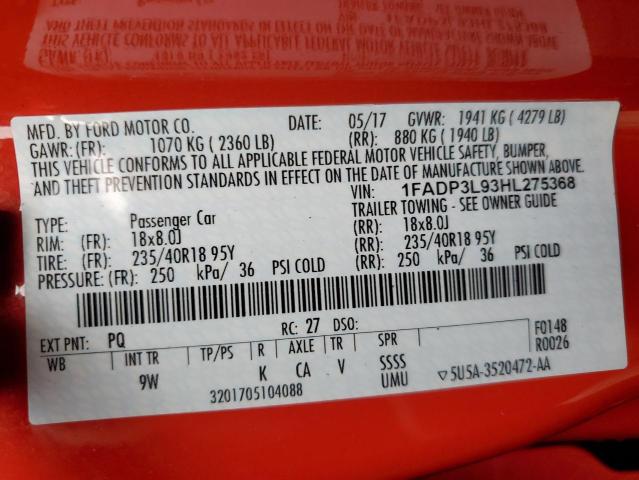 MFD. BY FORD MOTOR CO. DATE: 05/17 GVWR: 1941 KG ( 4279 LB)
GAWR: (FR): 1070 KG ( 2360 LB) (RR): 880 KG ( 1940 LB)
THIS VEHICLE CONFORMS TO ALL APPLICABLE FEDERAL MOTOR VEHICLE SAFETY, BUMPER,
AND THEFT PREVENTION STANDARDS IN EFFECT ON THE DATE OF MANUFACTURE SHOWN ABOVE.
VIN: 1FADP3L93HL275368
TYPE: Passenger Car TRAILER TOWING - SEE OWNER GUIDE
RIM: (FR): 18x8.0J (RR): 18x8.0J
TIRE: (FR): 235/40R18 95Y (RR): 235/40R18 95Y
PRESSURE: (FR): 250 kPa/ 36 PSI COLD (RR): 250 kPa/ 36 PSI COLD
EXT PNT: PQ RC: 27 DSO: F0148
WB INT TR TP/PS R AXLE TR SPR R0026
9W K CA V SSSS
UMU
3201705104088 ▽5U5A-3520472-AA